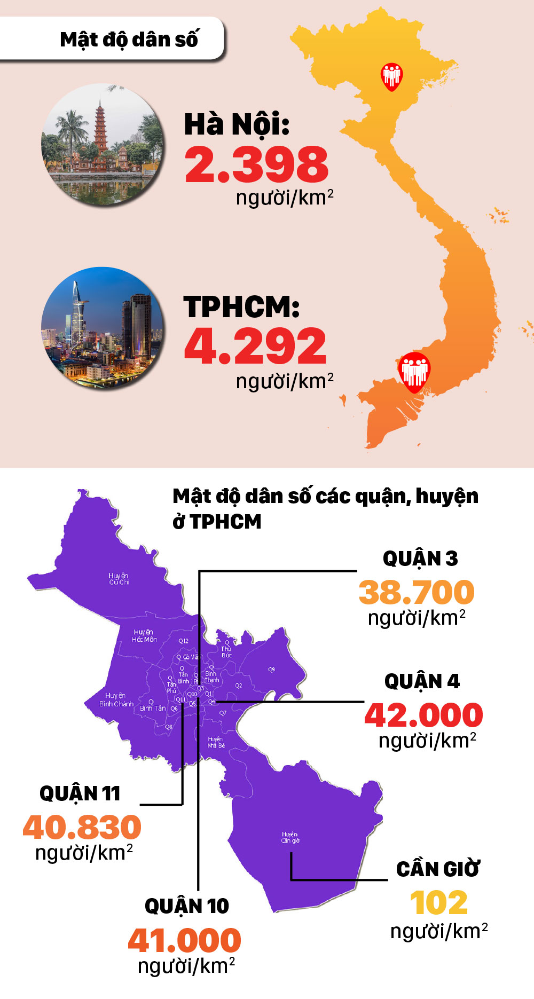 Mật độ dân số
Hà Nội:
2.398
người/km²
TPHCM:
4.292
người/km²
Mật độ dân số các quận, huyện
ở TPHCM
QUẬN 3
38.700
người/km²
Huyện
Củ Chi
Huyện
Hóc Môn
Q12
Q
Thủ
Đức
Q Gò Vấp
Q9
Q
Tân
Bình
Q
Bình
Thạnh
Q
Tân
Phú
Q2
Q3
Q10
Q1
QUẬN 4
42.000
người/km²
Huyện
Bình Chánh
Q
Bình Tân
Q11
Q5
Q4
Q6
Q7
Q8
Huyện
Nhà Bè
QUẬN 11
40.830
người/km²
Huyện
Cần giờ
CẦN GIỜ
102
người/km²
QUẬN 10
41.000
người/km²